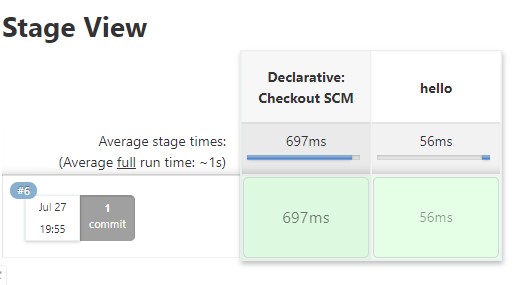 Stage View
Declarative:
Checkout SCM
hello
Average stage times:
697ms
56ms
(Average full run time: ~1s)
#6
Jul 27
1
commit
19:55
697ms
56ms